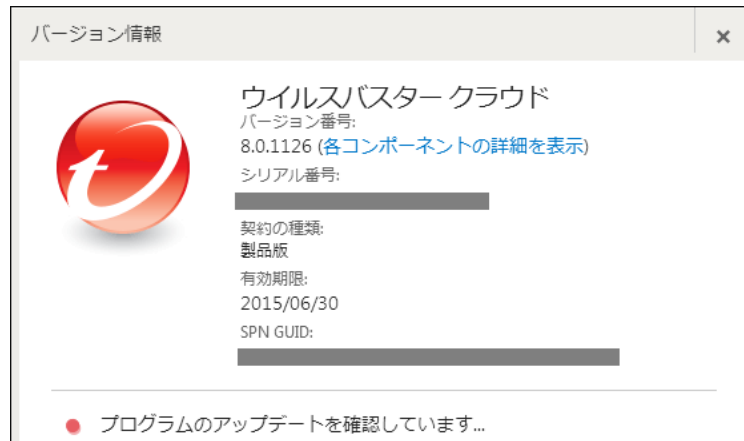 バージョン情報
ウイルスバスター クラウド
バージョン番号:
8.0.1126 (各コンポーネントの詳細を表示)
シリアル番号:
契約の種類:
製品版
有効期限:
2015/06/30
SPN GUID:
プログラムのアップデートを確認しています...